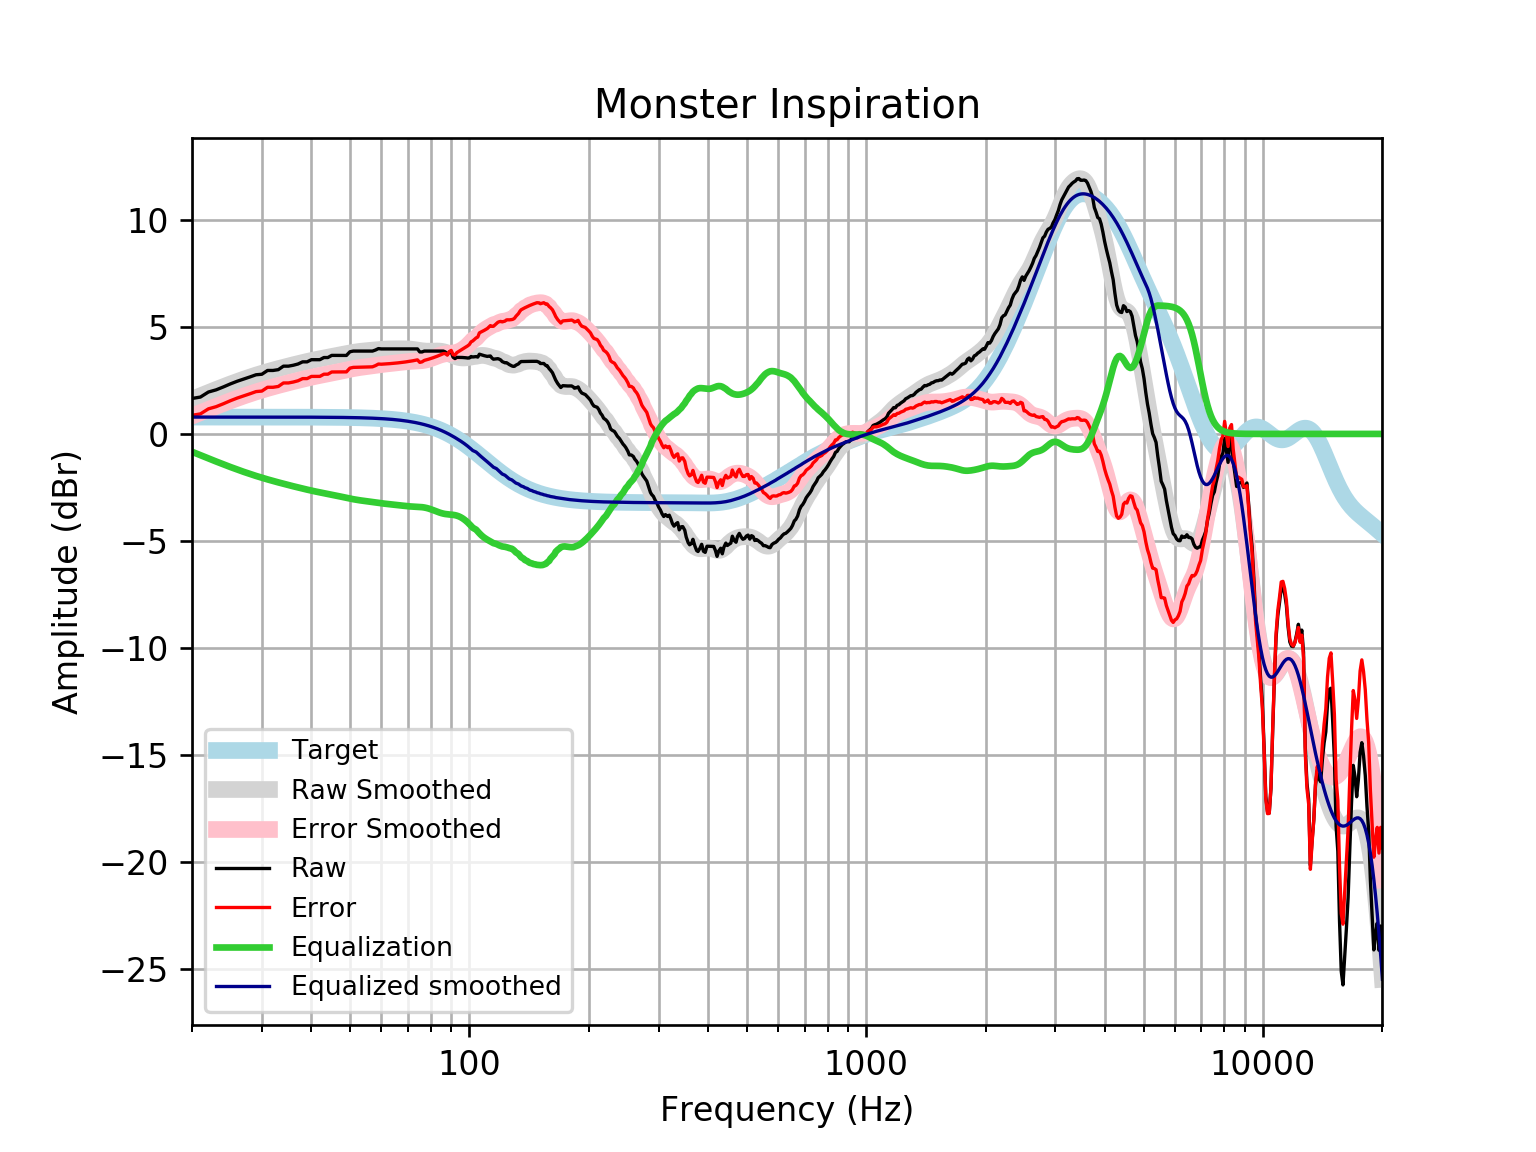 Monster Inspiration
Amplitude (dBr)
10
5
0
−5
−10
−15
−20
−25
Target
Raw Smoothed
Error Smoothed
Raw
Error
Equalization
Equalized smoothed
100
1000
10000
Frequency (Hz)